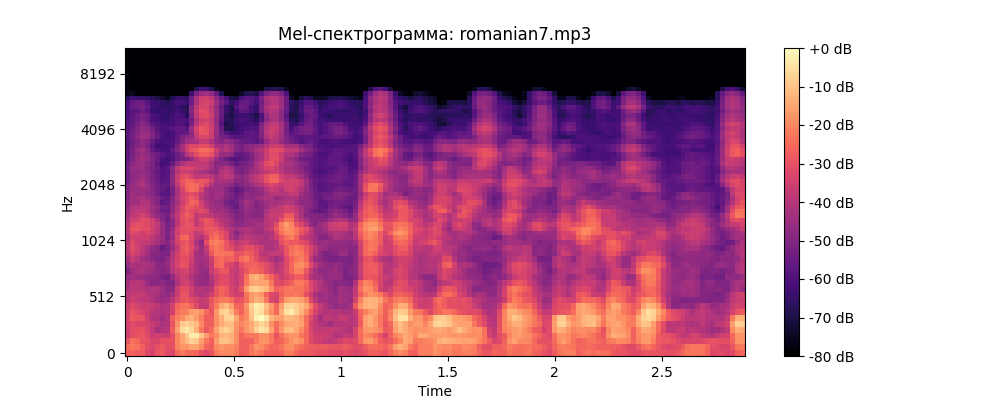 Mel-спектрограмма: romanian7.mp3
Hz
8192
4096
2048
1024
512
0
0 0.5 1 1.5 2 2.5
Time
+0 dB
-10 dB
-20 dB
-30 dB
-40 dB
-50 dB
-60 dB
-70 dB
-80 dB